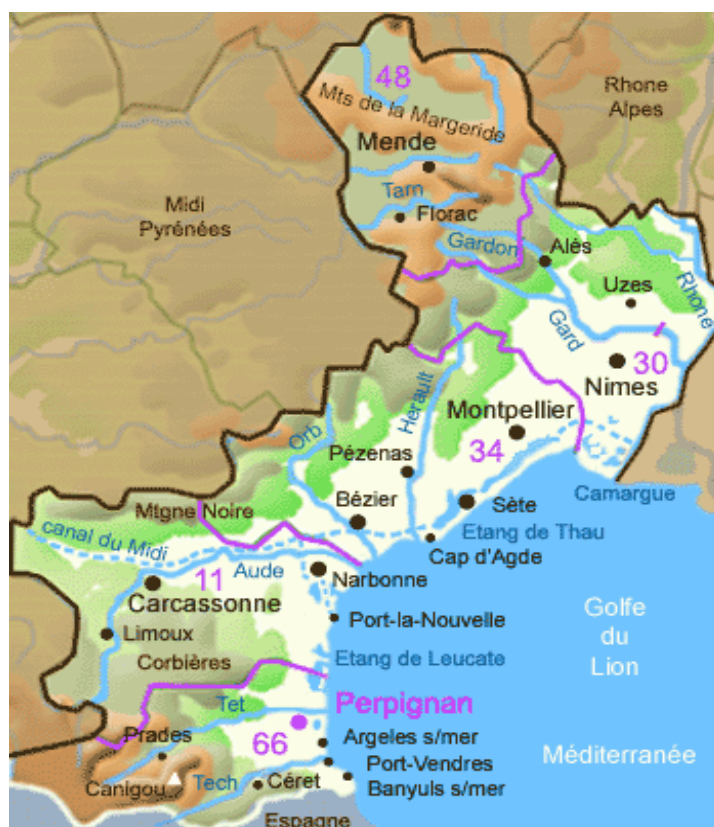 48
Mts de la Margeride
Rhone
Alpes
Mende
Tarn
Midi
Pyrénées
Florac
Gardon
Alés
Uzes
Rhone
Gard
30
Nimes
Herault
Montpellier
Orb
34
Pézenas
Camargue
Bézier
Sète
Mtgne Noire
Etang de Thau
canal du Midi
Cap d'Agde
11
Aude
Narbonne
Carcassonne
Port-la-Nouvelle
Golfe
du
Lion
Limoux
Etang de Leucate
Corbières
Perpignan
Tet
66
Prades
Argeles s/mer
Méditerranée
Port-Vendres
Canigou
Tech
Céret
Banyuls s/mer
Espagne